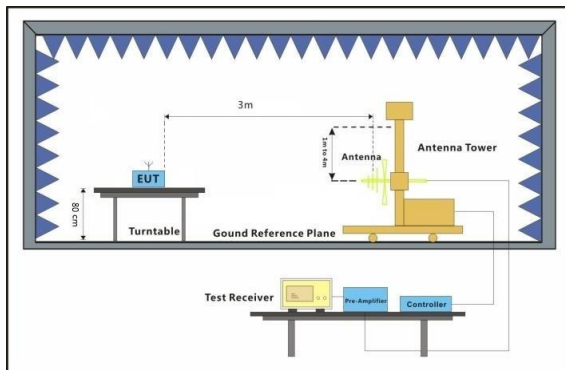 3m
1m to 4m
Antenna
Antenna Tower
EUT
80 cm
Turntable
Gound Reference Plane
Test Receiver
Pre-Amplifier
Controller